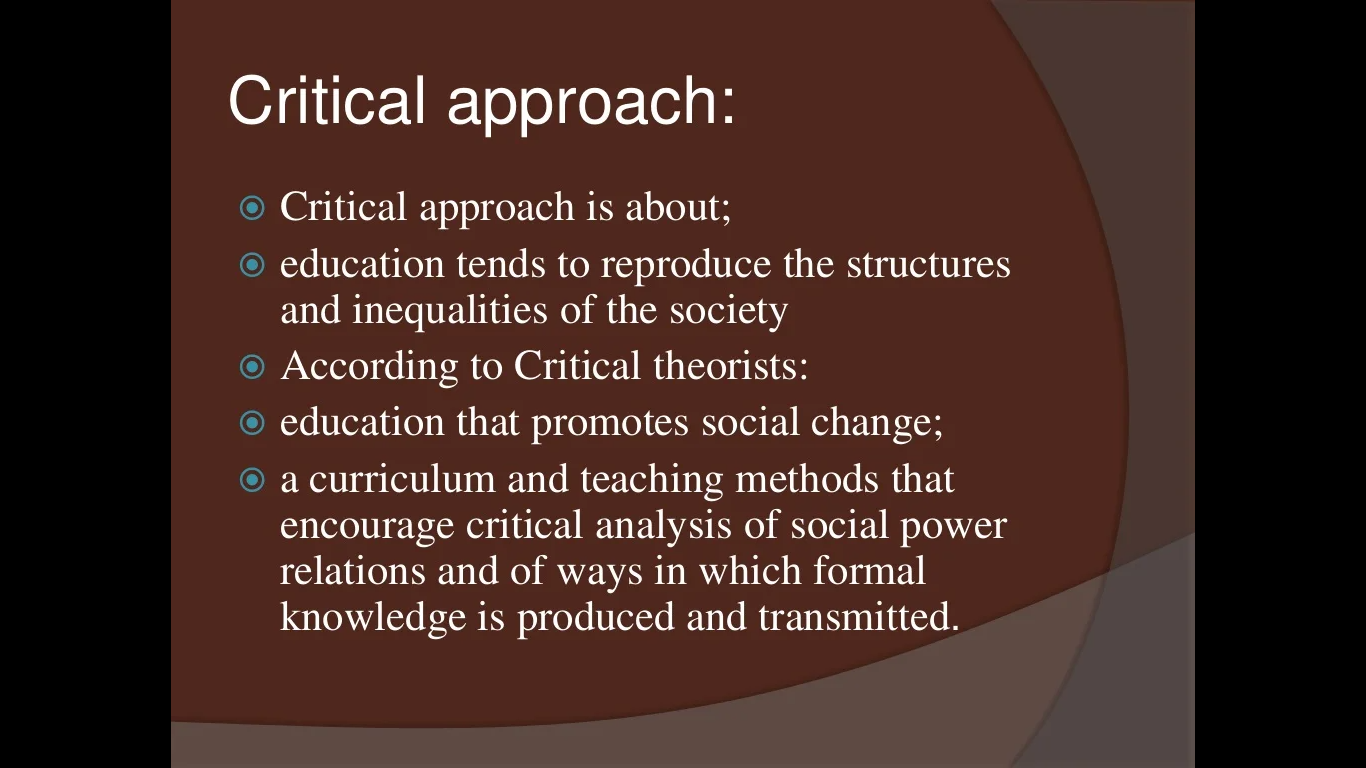 Critical approach:
Critical approach is about;
education tends to reproduce the structures
and inequalities of the society
According to Critical theorists:
education that promotes social change;
a curriculum and teaching methods that
encourage critical analysis of social power
relations and of ways in which formal
knowledge is produced and transmitted.